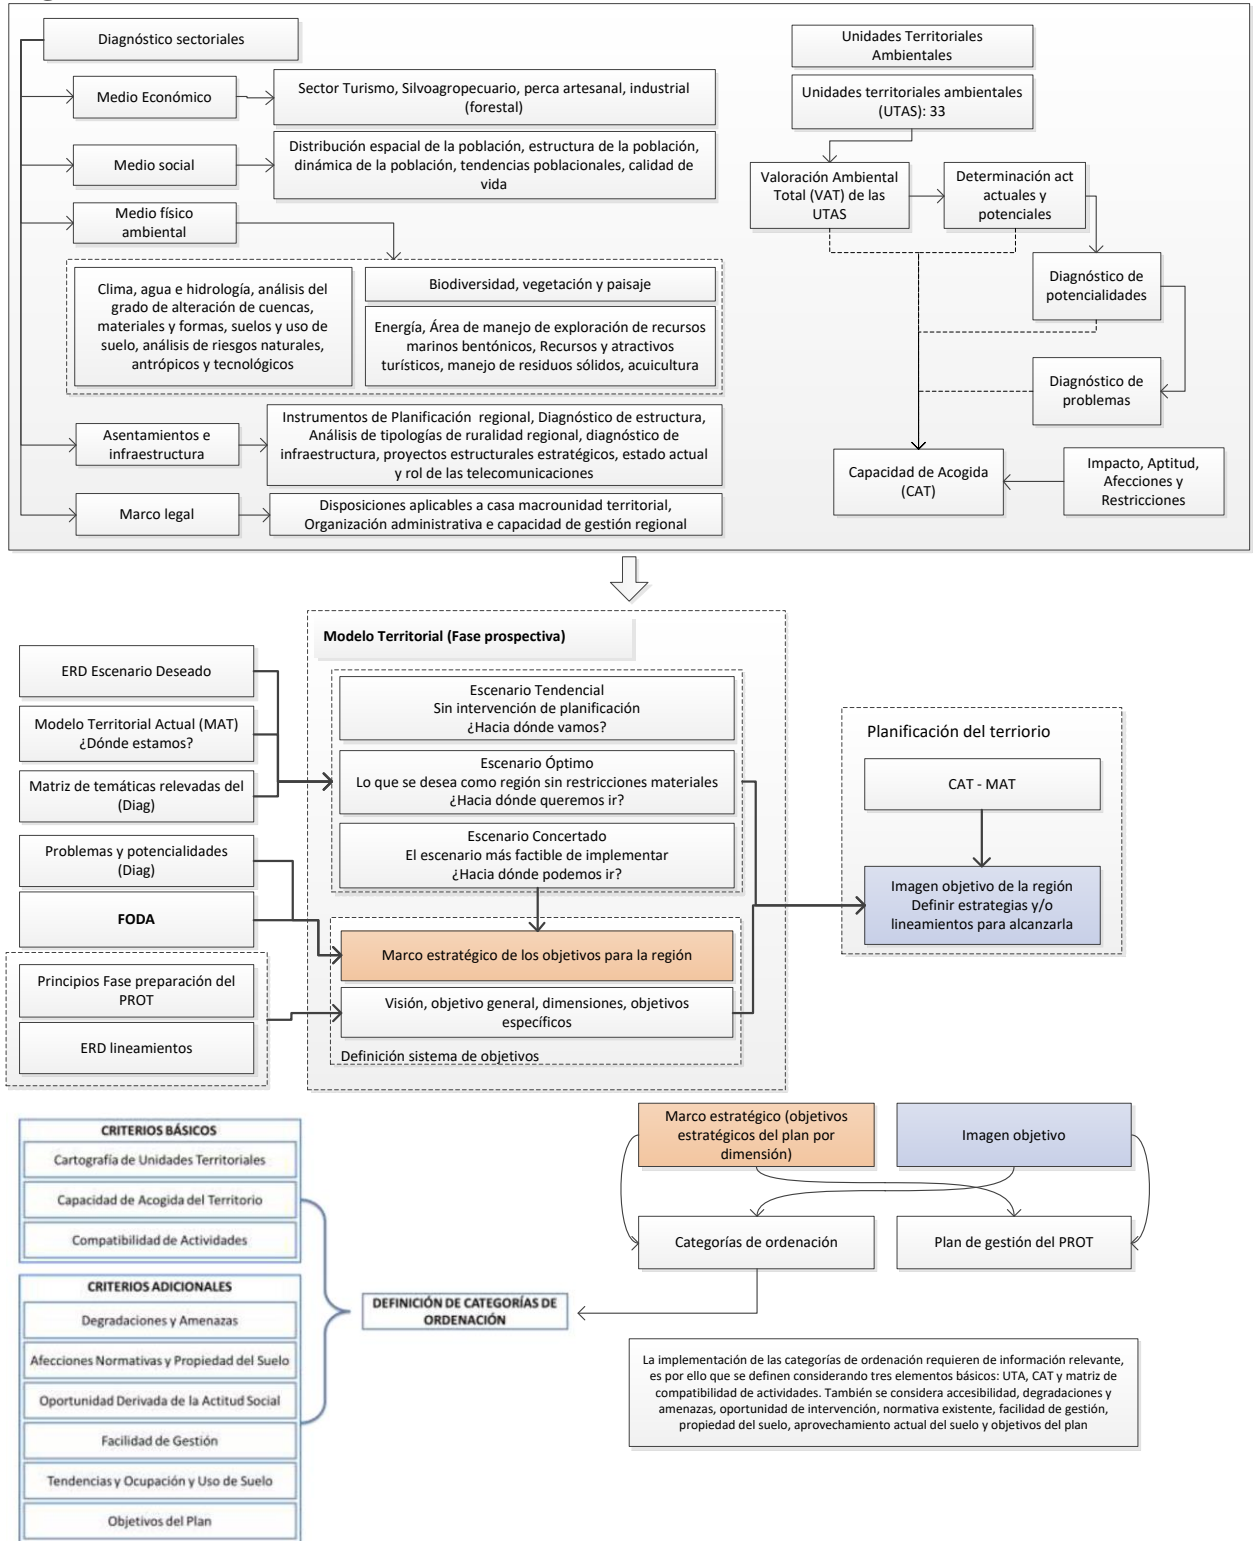 Diagnóstico sectoriales
Medio Económico
Sector Turismo, Silvoagropecuario, perca artesanal, industrial
(forestal)
Medio social
Distribución espacial de la población, estructura de la población,
dinámica de la población, tendencias poblacionales, calidad de
vida
Medio físico
ambiental
Clima, agua e hidrología, análisis del
grado de alteración de cuencas,
materiales y formas, suelos y uso de
suelo, análisis de riesgos naturales,
antrópicos y tecnológicos
Biodiversidad, vegetación y paisaje
Energía, Área de manejo de exploración de recursos
marinos bentónicos, Recursos y atractivos
turísticos, manejo de residuos sólidos, acuicultura
Asentamientos e
infraestructura
Instrumentos de Planificación regional, Diagnóstico de estructura,
Análisis de tipologías de ruralidad regional, diagnóstico de
infraestructura, proyectos estructurales estratégicos, estado actual
y rol de las telecomunicaciones
Marco legal
Disposiciones aplicables a casa macrounidad territorial,
Organización administrativa e capacidad de gestión regional
Unidades Territoriales
Ambientales
Unidades territoriales ambientales
(UTAS): 33
Valoración Ambiental
Total (VAT) de las
UTAS
Determinación act
actuales y
potenciales
Diagnóstico de
potencialidades
Diagnóstico de
problemas
Capacidad de Acogida
(CAT)
Impacto, Aptitud,
Afecciones y
Restricciones
ERD Escenario Deseado
Modelo Territorial Actual (MAT)
¿Dónde estamos?
Matriz de temáticas relevadas del
(Diag)
Problemas y potencialidades
(Diag)
FODA
Principios Fase preparación del
PROT
ERD lineamientos
Modelo Territorial (Fase prospectiva)
Escenario Tendencial
Sin intervención de planificación
¿Hacia dónde vamos?
Escenario Óptimo
Lo que se desea como región sin restricciones materiales
¿Hacia dónde queremos ir?
Escenario Concertado
El escenario más factible de implementar
¿Hacia dónde podemos ir?
Marco estratégico de los objetivos para la región
Visión, objetivo general, dimensiones, objetivos
específicos
Definición sistema de objetivos
Planificación del terriorio
CAT - MAT
Imagen objetivo de la región
Definir estrategias y/o
lineamientos para alcanzarla
CRITERIOS BÁSICOS
Cartografía de Unidades Territoriales
Capacidad de Acogida del Territorio
Compatibilidad de Actividades
CRITERIOS ADICIONALES
Degradaciones y Amenazas
Afecciones Normativas y Propiedad del Suelo
Oportunidad Derivada de la Actitud Social
Facilidad de Gestión
Tendencias y Ocupación y Uso de Suelo
Objetivos del Plan
DEFINICIÓN DE CATEGORÍAS DE
ORDENACIÓN
Marco estratégico (objetivos
estratégicos del plan por
dimensión)
Imagen objetivo
Categorías de ordenación
Plan de gestión del PROT
La implementación de las categorías de ordenación requieren de información relevante,
es por ello que se definen considerando tres elementos básicos: UTA, CAT y matriz de
compatibilidad de actividades. También se considera accesibilidad, degradaciones y
amenazas, oportunidad de intervención, normativa existente, facilidad de gestión,
propiedad del suelo, aprovechamiento actual del suelo y objetivos del plan